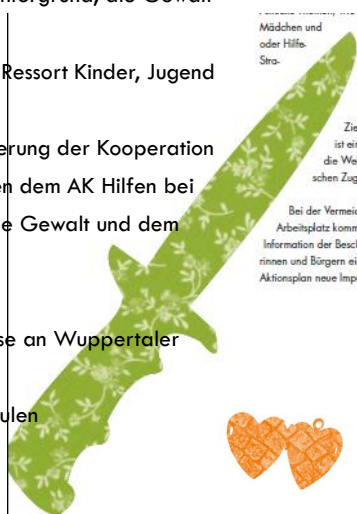 Ressort Kinder, Jugend
erung der Kooperation
en dem AK Hilfen bei
e Gewalt und dem
se an Wuppertaler
ulen
Mädchen und
oder Hilfe-
Stra-
Zie
ist ein
die We
schen Zug
Bei der Vermei
Arbeitsplatz komm
Information der Besch
rinnen und Bürgern ei
Aktionsplan neue Impu